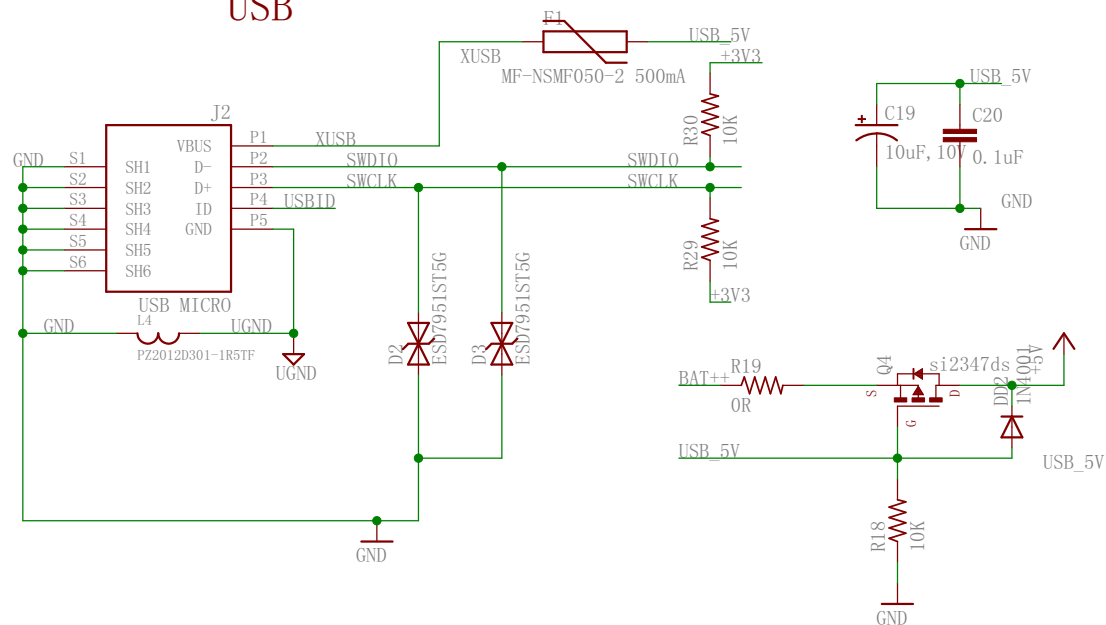 USB
F1
XUSB
USB_5V
+3V3
MF-NSMF050-2 500mA
R30
10K
USB_5V
C19
10uF,10V
C20
0.1uF
GND
GND
J2
GND
S1
SH1
VBUS
P1
XUSB
S2
SH2
D-
P2
SWDIO
SWDIO
S3
SH3
D+
P3
SWCLK
SWCLK
S4
SH4
ID
P4
USBID
S5
SH5
GND
P5
S6
SH6
USB MICRO
R29
10K
+3V3
D2
ESD7951ST5G
D3
ESD7951ST5G
GND
L4
UGND
PZ2012D301-1R5TF
UGND
GND
BAT++
R19
0R
Q4
si2347ds
S
D
G
DD2
1N4001
+5V
USB_5V
USB_5V
R18
10K
GND